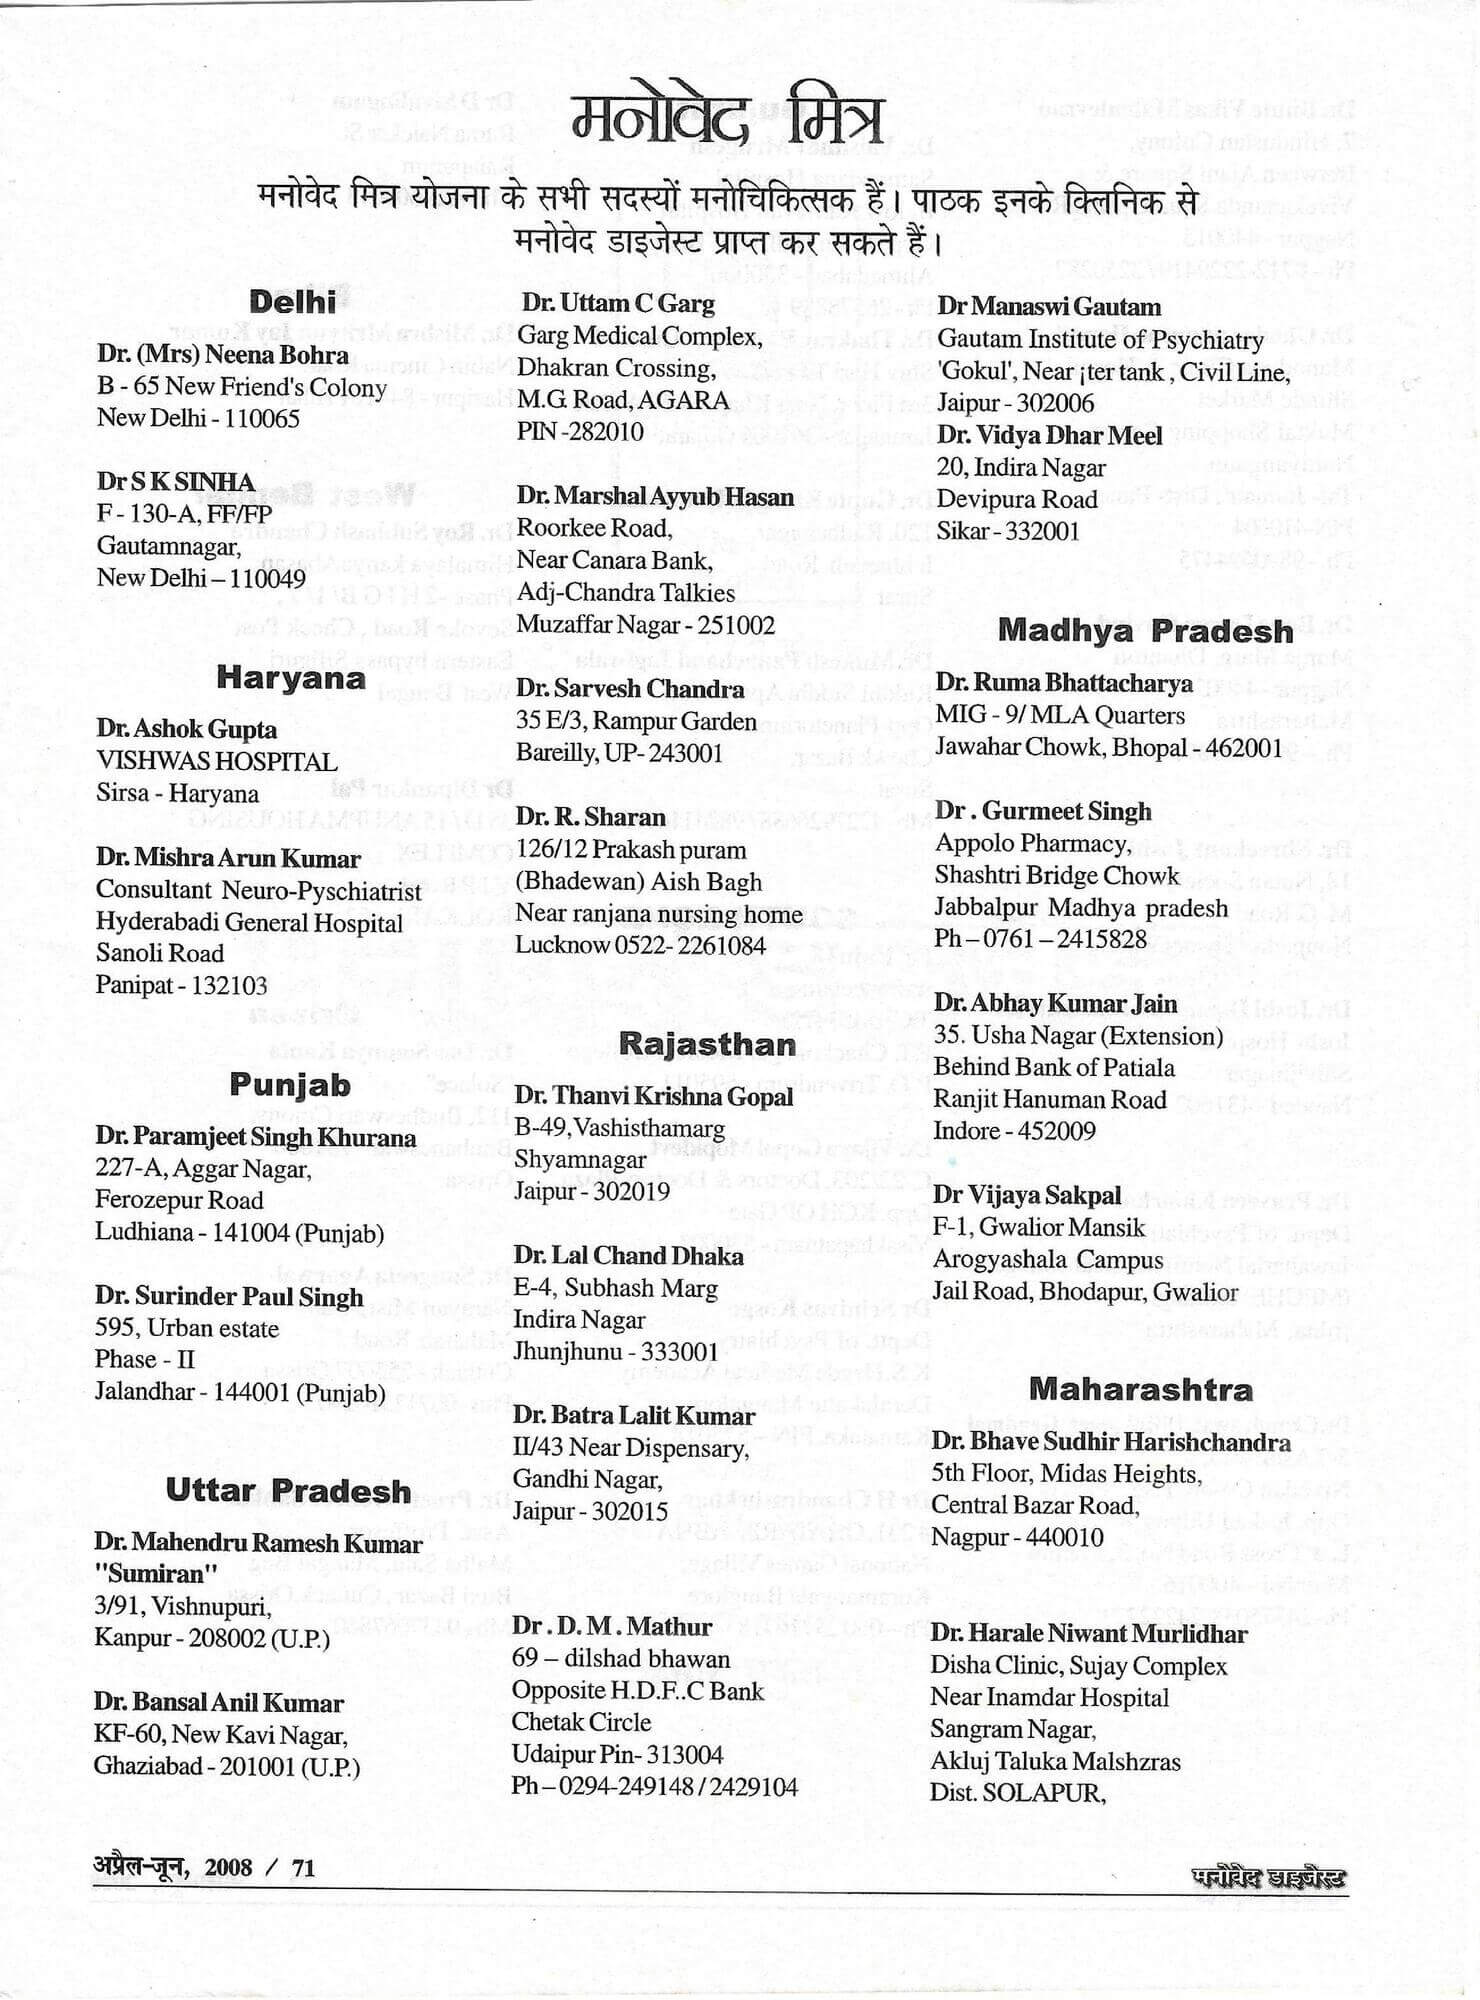 मनोवेद मित्र
मनोवेद मित्र योजना के सभी सदस्यों मनोचिकित्सक हैं। पाठक इनके क्लिनिक से
मनोवेद डाइजेस्ट प्राप्त कर सकते हैं।
Delhi
Dr. (Mrs) Neena Bohra
B - 65 New Friend's Colony
New Delhi - 110065
Dr S K SINHA
F - 130-A, FF/FP
Gautamnagar,
New Delhi – 110049
Haryana
Dr. Ashok Gupta
VISHWAS HOSPITAL
Sirsa - Haryana
Dr. Mishra Arun Kumar
Consultant Neuro-Pyschiatrist
Hyderabadi General Hospital
Sanoli Road
Panipat - 132103
Punjab
Dr. Paramjeet Singh Khurana
227-A, Aggar Nagar,
Ferozepur Road
Ludhiana - 141004 (Punjab)
Dr. Surinder Paul Singh
595, Urban estate
Phase - II
Jalandhar - 144001 (Punjab)
Uttar Pradesh
Dr. Mahendru Ramesh Kumar
"Sumiran"
3/91, Vishnupuri,
Kanpur - 208002 (U.P.)
Dr. Bansal Anil Kumar
KF-60, New Kavi Nagar,
Ghaziabad - 201001 (U.P.)
Dr. Uttam C Garg
Garg Medical Complex,
Dhakran Crossing,
M.G Road, AGARA
PIN -282010
Dr. Marshal Ayyub Hasan
Roorkee Road,
Near Canara Bank,
Adj-Chandra Talkies
Muzaffar Nagar - 251002
Dr. Sarvesh Chandra
35 E/3, Rampur Garden
Bareilly, UP- 243001
Dr. R. Sharan
126/12 Prakash puram
(Bhadewan) Aish Bagh
Near ranjana nursing home
Lucknow 0522- 2261084
Rajasthan
Dr. Thanvi Krishna Gopal
B-49,Vashisthamarg
Shyamnagar
Jaipur - 302019
Dr. Lal Chand Dhaka
E-4, Subhash Marg
Indira Nagar
Jhunjhunu - 333001
Dr. Batra Lalit Kumar
II/43 Near Dispensary,
Gandhi Nagar,
Jaipur - 302015
Dr . D. M . Mathur
69 – dilshad bhawan
Opposite H.D.F..C Bank
Chetak Circle
Udaipur Pin- 313004
Ph – 0294-249148 / 2429104
Dr Manaswi Gautam
Gautam Institute of Psychiatry
'Gokul', Near ¡ter tank , Civil Line,
Jaipur - 302006
Dr. Vidya Dhar Meel
20, Indira Nagar
Devipura Road
Sikar - 332001
Madhya Pradesh
Dr. Ruma Bhattacharya
MIG - 9/ MLA Quarters
Jawahar Chowk, Bhopal - 462001
Dr . Gurmeet Singh
Appolo Pharmacy,
Shashtri Bridge Chowk
Jabbalpur Madhya pradesh
Ph – 0761 – 2415828
Dr. Abhay Kumar Jain
35. Usha Nagar (Extension)
Behind Bank of Patiala
Ranjit Hanuman Road
Indore - 452009
Dr Vijaya Sakpal
F-1, Gwalior Mansik
Arogyashala Campus
Jail Road, Bhodapur, Gwalior
Maharashtra
Dr. Bhave Sudhir Harishchandra
5th Floor, Midas Heights,
Central Bazar Road,
Nagpur - 440010
Dr. Harale Niwant Murlidhar
Disha Clinic, Sujay Complex
Near Inamdar Hospital
Sangram Nagar,
Akluj Taluka Malshzras
Dist. SOLAPUR,
अप्रैल-जून, 2008 / 71
मनोवेद डाइजेस्ट